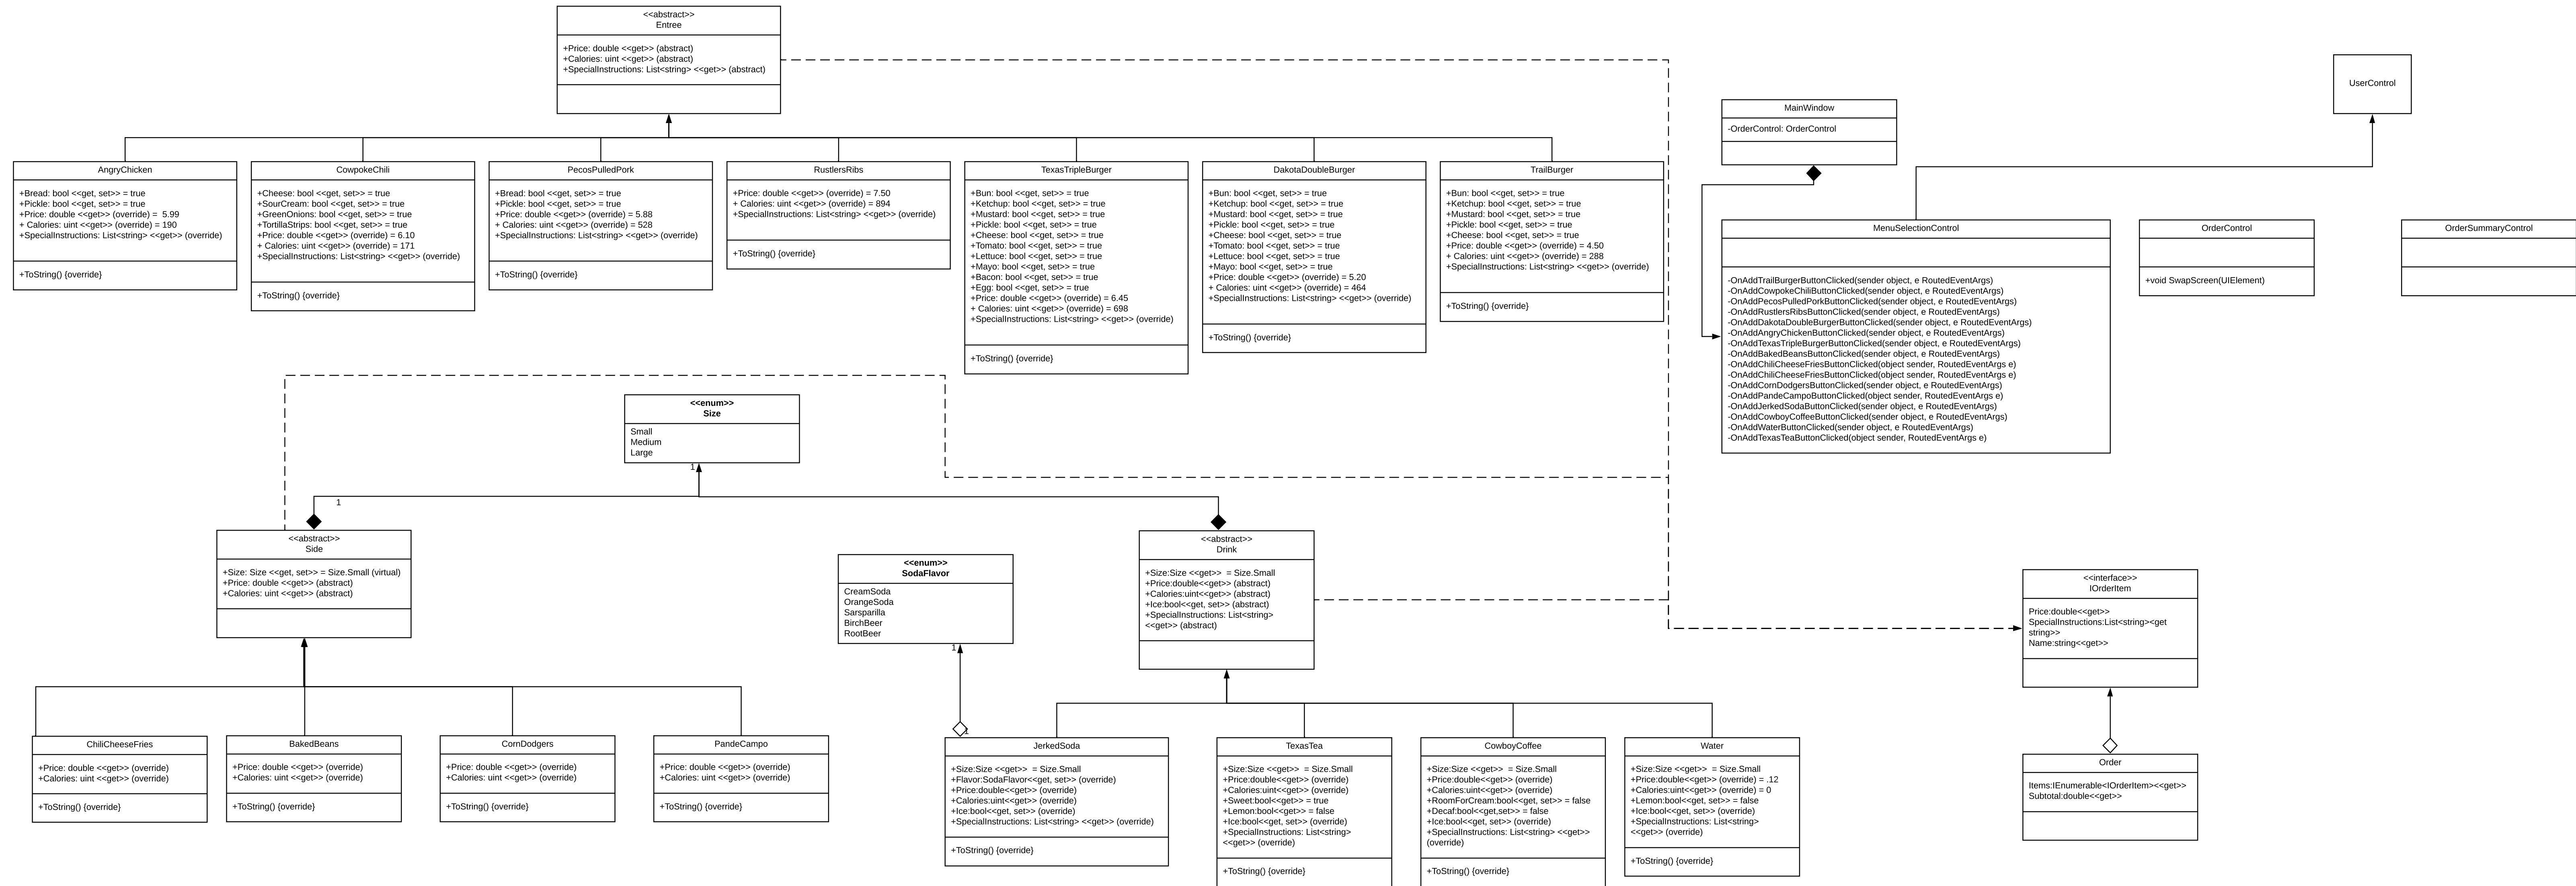 <<abstract>>
Entree
+Price: double <<get>> (abstract)
+Calories: uint <<get>> (abstract)
+SpecialInstructions: List<string> <<get>> (abstract)
UserControl
MainWindow
-OrderControl: OrderControl
AngryChicken
+Bread: bool <<get, set>> = true
+Pickle: bool <<get, set>> = true
+Price: double <<get>> (override) =  5.99
+ Calories: uint <<get>> (override) = 190
+SpecialInstructions: List<string> <<get>> (override)
+ToString() {override}
CowpokeChili
+Cheese: bool <<get, set>> = true
+SourCream: bool <<get, set>> = true
+GreenOnions: bool <<get, set>> = true
+TortillaStrips: bool <<get, set>> = true
+Price: double <<get>> (override) = 6.10
+ Calories: uint <<get>> (override) = 171
+SpecialInstructions: List<string> <<get>> (override)
+ToString() {override}
PecosPulledPork
+Bread: bool <<get, set>> = true
+Pickle: bool <<get, set>> = true
+Price: double <<get>> (override) = 5.88
+ Calories: uint <<get>> (override) = 528
+SpecialInstructions: List<string> <<get>> (override)
+ToString() {override}
RustlersRibs
+Price: double <<get>> (override) = 7.50
+ Calories: uint <<get>> (override) = 894
+SpecialInstructions: List<string> <<get>> (override)
+ToString() {override}
TexasTripleBurger
+Bun: bool <<get, set>> = true
+Ketchup: bool <<get, set>> = true
+Mustard: bool <<get, set>> = true
+Pickle: bool <<get, set>> = true
+Cheese: bool <<get, set>> = true
+Tomato: bool <<get, set>> = true
+Lettuce: bool <<get, set>> = true
+Mayo: bool <<get, set>> = true
+Bacon: bool <<get, set>> = true
+Egg: bool <<get, set>> = true
+Price: double <<get>> (override) = 6.45
+ Calories: uint <<get>> (override) = 698
+SpecialInstructions: List<string> <<get>> (override)
+ToString() {override}
DakotaDoubleBurger
+Bun: bool <<get, set>> = true
+Ketchup: bool <<get, set>> = true
+Mustard: bool <<get, set>> = true
+Pickle: bool <<get, set>> = true
+Cheese: bool <<get, set>> = true
+Tomato: bool <<get, set>> = true
+Lettuce: bool <<get, set>> = true
+Mayo: bool <<get, set>> = true
+Price: double <<get>> (override) = 5.20
+ Calories: uint <<get>> (override) = 464
+SpecialInstructions: List<string> <<get>> (override)
+ToString() {override}
TrailBurger
+Bun: bool <<get, set>> = true
+Ketchup: bool <<get, set>> = true
+Mustard: bool <<get, set>> = true
+Pickle: bool <<get, set>> = true
+Cheese: bool <<get, set>> = true
+Price: double <<get>> (override) = 4.50
+ Calories: uint <<get>> (override) = 288
+SpecialInstructions: List<string> <<get>> (override)
+ToString() {override}
MenuSelectionControl
-OnAddTrailBurgerButtonClicked(sender object, e RoutedEventArgs)
-OnAddCowpokeChiliButtonClicked(sender object, e RoutedEventArgs)
-OnAddPecosPulledPorkButtonClicked(sender object, e RoutedEventArgs)
-OnAddRustlersRibsButtonClicked(sender object, e RoutedEventArgs)
-OnAddDakotaDoubleBurgerButtonClicked(sender object, e RoutedEventArgs)
-OnAddAngryChickenButtonClicked(sender object, e RoutedEventArgs)
-OnAddTexasTripleBurgerButtonClicked(sender object, e RoutedEventArgs)
-OnAddBakedBeansButtonClicked(sender object, e RoutedEventArgs)
-OnAddChiliCheeseFriesButtonClicked(object sender, RoutedEventArgs e)
-OnAddChiliCheeseFriesButtonClicked(object sender, RoutedEventArgs e)
-OnAddCornDodgersButtonClicked(sender object, e RoutedEventArgs)
-OnAddPandeCampoButtonClicked(object sender, RoutedEventArgs e)
-OnAddJerkedSodaButtonClicked(sender object, e RoutedEventArgs)
-OnAddCowboyCoffeeButtonClicked(sender object, e RoutedEventArgs)
-OnAddWaterButtonClicked(sender object, e RoutedEventArgs)
-OnAddTexasTeaButtonClicked(object sender, RoutedEventArgs e)
OrderControl
+void SwapScreen(UIElement)
OrderSummaryControl
<<enum>>
Size
Small
Medium
Large
1
1
<<abstract>>
Side
+Size: Size <<get, set>> = Size.Small (virtual)
+Price: double <<get>> (abstract)
+Calories: uint <<get>> (abstract)
<<enum>>
SodaFlavor
CreamSoda
OrangeSoda
Sarsparilla
BirchBeer
RootBeer
1
1
<<abstract>>
Drink
+Size:Size <<get>>  = Size.Small
+Price:double<<get>> (abstract)
+Calories:uint<<get>> (abstract)
+Ice:bool<<get, set>> (abstract)
+SpecialInstructions: List<string>
<<get>> (abstract)
<<interface>>
IOrderItem
Price:double<<get>>
SpecialInstructions:List<string><get
string>>
Name:string<<get>>
ChiliCheeseFries
+Price: double <<get>> (override)
+Calories: uint <<get>> (override)
+ToString() {override}
BakedBeans
+Price: double <<get>> (override)
+Calories: uint <<get>> (override)
+ToString() {override}
CornDodgers
+Price: double <<get>> (override)
+Calories: uint <<get>> (override)
+ToString() {override}
PandeCampo
+Price: double <<get>> (override)
+Calories: uint <<get>> (override)
+ToString() {override}
JerkedSoda
+Size:Size <<get>>  = Size.Small
+Flavor:SodaFlavor<<get, set>> (override)
+Price:double<<get>> (override)
+Calories:uint<<get>> (override)
+Ice:bool<<get, set>> (override)
+SpecialInstructions: List<string> <<get>> (override)
+ToString() {override}
TexasTea
+Size:Size <<get>>  = Size.Small
+Price:double<<get>> (override)
+Calories:uint<<get>> (override)
+Sweet:bool<<get>> = true
+Lemon:bool<<get>> = false
+Ice:bool<<get, set>> (override)
+SpecialInstructions: List<string>
<<get>> (override)
+ToString() {override}
CowboyCoffee
+Size:Size <<get>>  = Size.Small
+Price:double<<get>> (override)
+Calories:uint<<get>> (override)
+RoomForCream:bool<<get, set>> = false
+Decaf:bool<<get,set>> = false
+Ice:bool<<get, set>> (override)
+SpecialInstructions: List<string> <<get>>
(override)
+ToString() {override}
Water
+Size:Size <<get>>  = Size.Small
+Price:double<<get>> (override) = .12
+Calories:uint<<get>> (override) = 0
+Lemon:bool<<get, set>> = false
+Ice:bool<<get, set>> (override)
+SpecialInstructions: List<string>
<<get>> (override)
+ToString() {override}
Order
Items:IEnumerable<IOrderItem><<get>>
Subtotal:double<<get>>